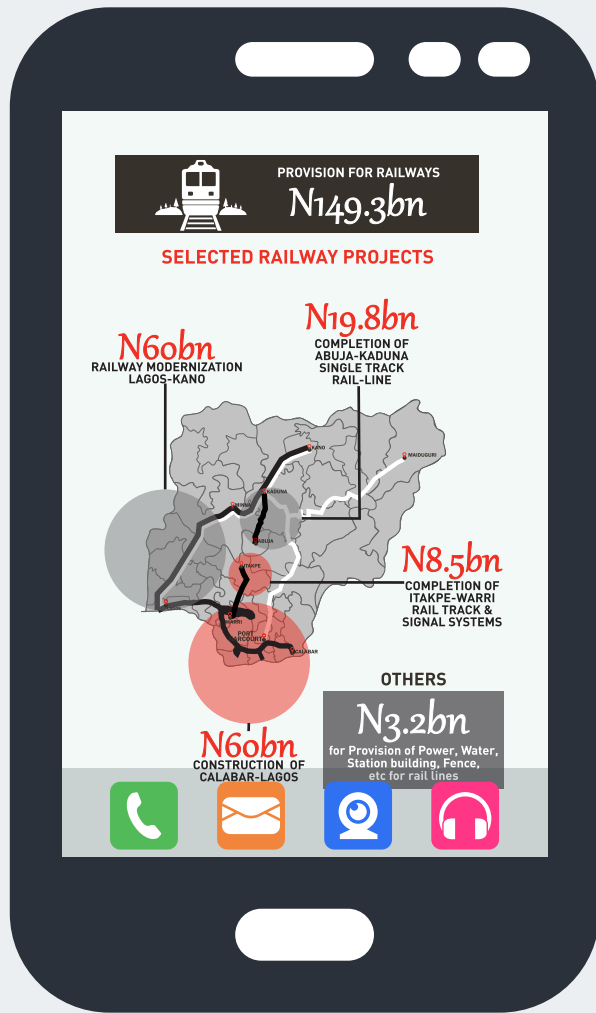 PROVISION FOR RAILWAYS
N149.3bn
SELECTED RAILWAY PROJECTS
N60bn
RAILWAY MODERNIZATION
LAGOS-KANO
N19.8bn
COMPLETION OF
ABUJA-KADUNA
SINGLE TRACK
RAIL-LINE
KANO
MAIDUGURI
KADUNA
MINNA
ABUJA
ITAKPE
WARRI
PORT
HARCOURT
CALABAR
N8.5bn
COMPLETION OF
ITAKPE-WARRI
RAIL TRACK &
SIGNAL SYSTEMS
N60bn
CONSTRUCTION OF
CALABAR-LAGOS
OTHERS
N3.2bn
for Provision of Power, Water,
Station building, Fence,
etc for rail lines